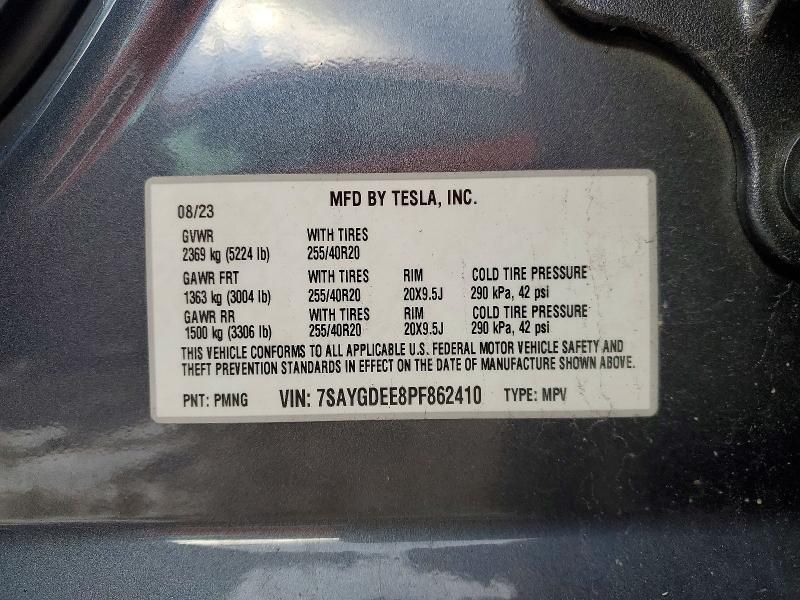 MFD BY TESLA, INC.
08/23
GVWR WITH TIRES
2369 kg (5224 lb) 255/40R20
GAWR FRT WITH TIRES RIM COLD TIRE PRESSURE
1363 kg (3004 lb) 255/40R20 20X9.5J 290 kPa, 42 psi
GAWR RR WITH TIRES RIM COLD TIRE PRESSURE
1500 kg (3306 lb) 255/40R20 20X9.5J 290 kPa, 42 psi
THIS VEHICLE CONFORMS TO ALL APPLICABLE U.S. FEDERAL MOTOR VEHICLE SAFETY AND
THEFT PREVENTION STANDARDS IN EFFECT ON THE DATE OF MANUFACTURE SHOWN ABOVE.
PNT: PMNG VIN: 7SAYGDEE8PF862410 TYPE: MPV